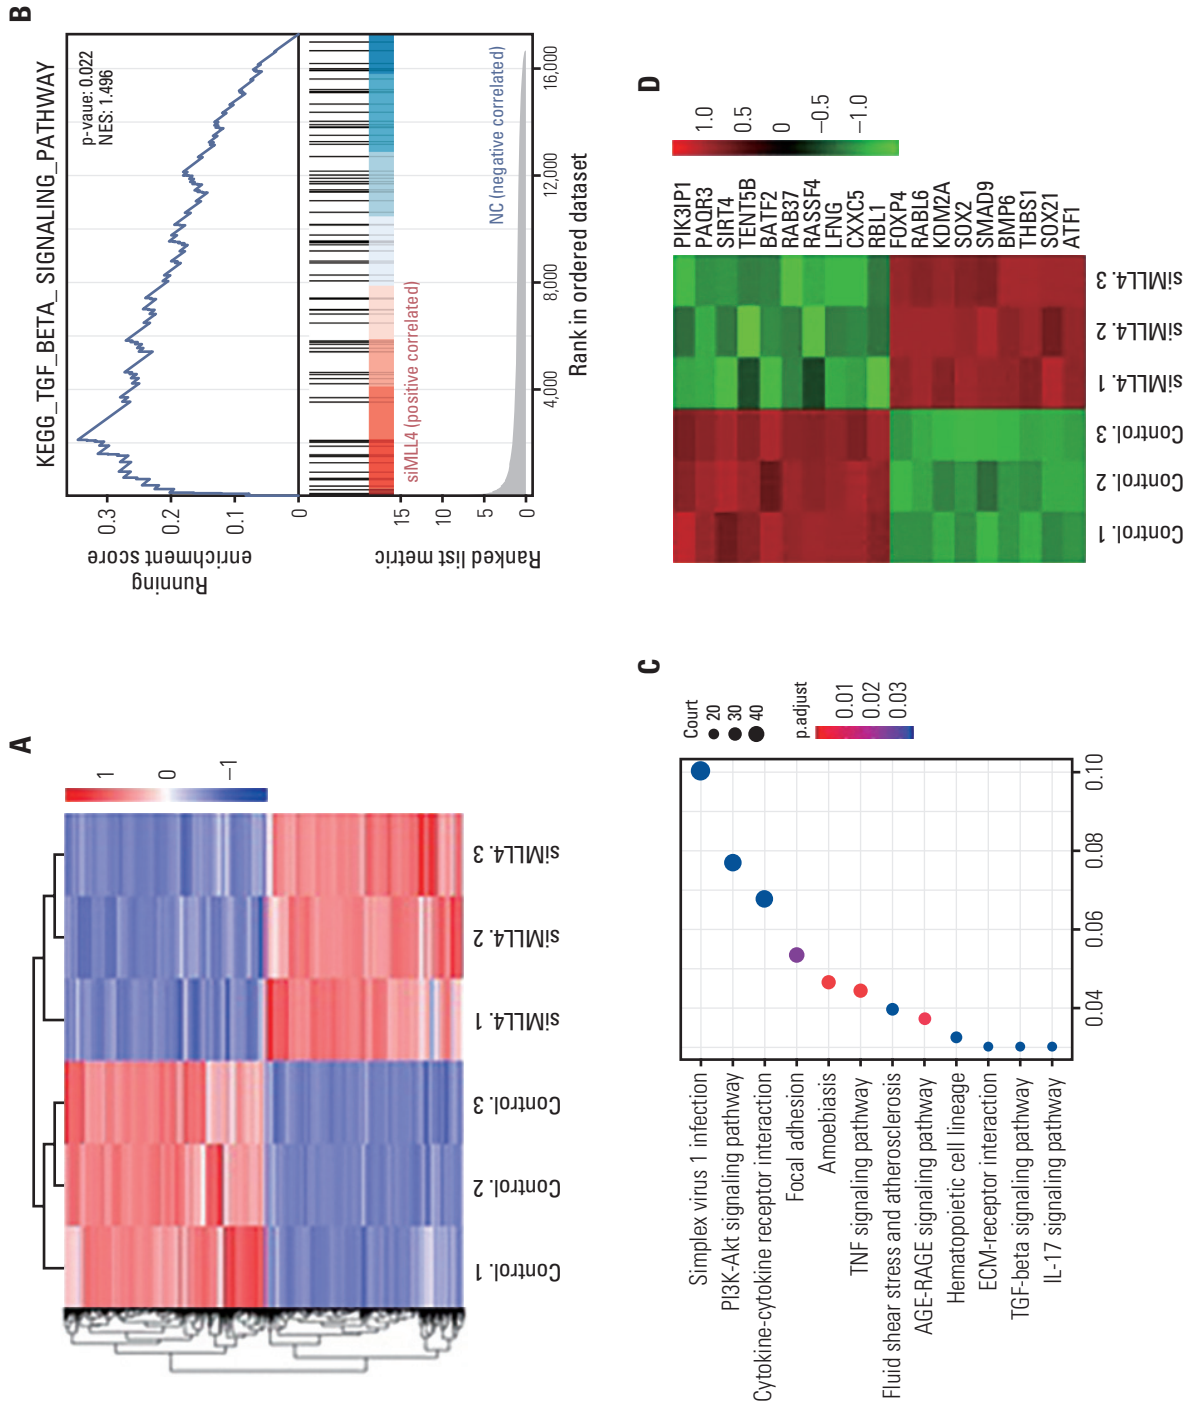 A
1
0
−1
Control. 1
Control. 2
Control. 3
siMLL4. 1
siMLL4. 2
siMLL4. 3
B
KEGG_TGF_BETA_ SIGNALING_PATHWAY
p-vaue: 0.022
NES: 1.496
Running
enrichment score
0.3
0.2
0.1
0
siMLL4 (positive correlated)
NC (negative correlated)
Ranked list metric
15
10
5
0
4,000
8,000
12,000
16,000
Rank in ordered dataset
C
Simplex virus 1 infection
PI3K-Akt signaling pathway
Cytokine-cytokine receptor interaction
Focal adhesion
Amoebiasis
TNF signaling pathway
Fluid shear stress and atherosclerosis
AGE-RAGE signaling pathway
Hematopoietic cell lineage
ECM-receptor interaction
TGF-beta signaling pathway
IL-17 signaling pathway
0.04
0.06
0.08
0.10
Court
20
30
40
p.adjust
0.01
0.02
0.03
D
PIK3IP1
PAQR3
SIRT4
TENT5B
BATF2
RAB37
RASSF4
LFNG
CXXC5
RBL1
FOXP4
RABL6
KDM2A
SOX2
SMAD9
BMP6
THBS1
SOX21
ATF1
1.0
0.5
0
−0.5
−1.0
Control. 1
Control. 2
Control. 3
siMLL4. 1
siMLL4. 2
siMLL4. 3